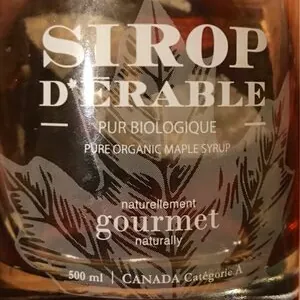 SIROP
D'ÉRABLE
PUR BIOLOGIQUE
PURE ORGANIC MAPLE SYRUP
naturellement
gourmet
naturally
500 ml | CANADA Catégorie A